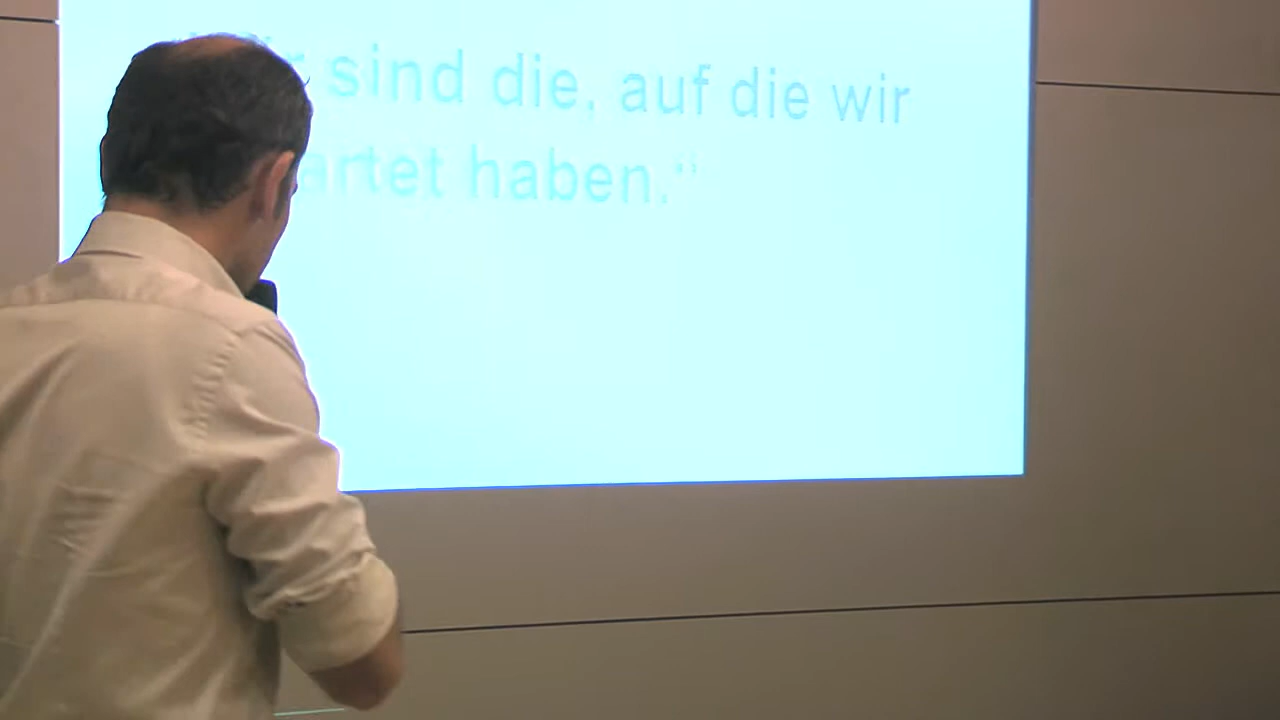 sind die, auf die wir
artet haben."